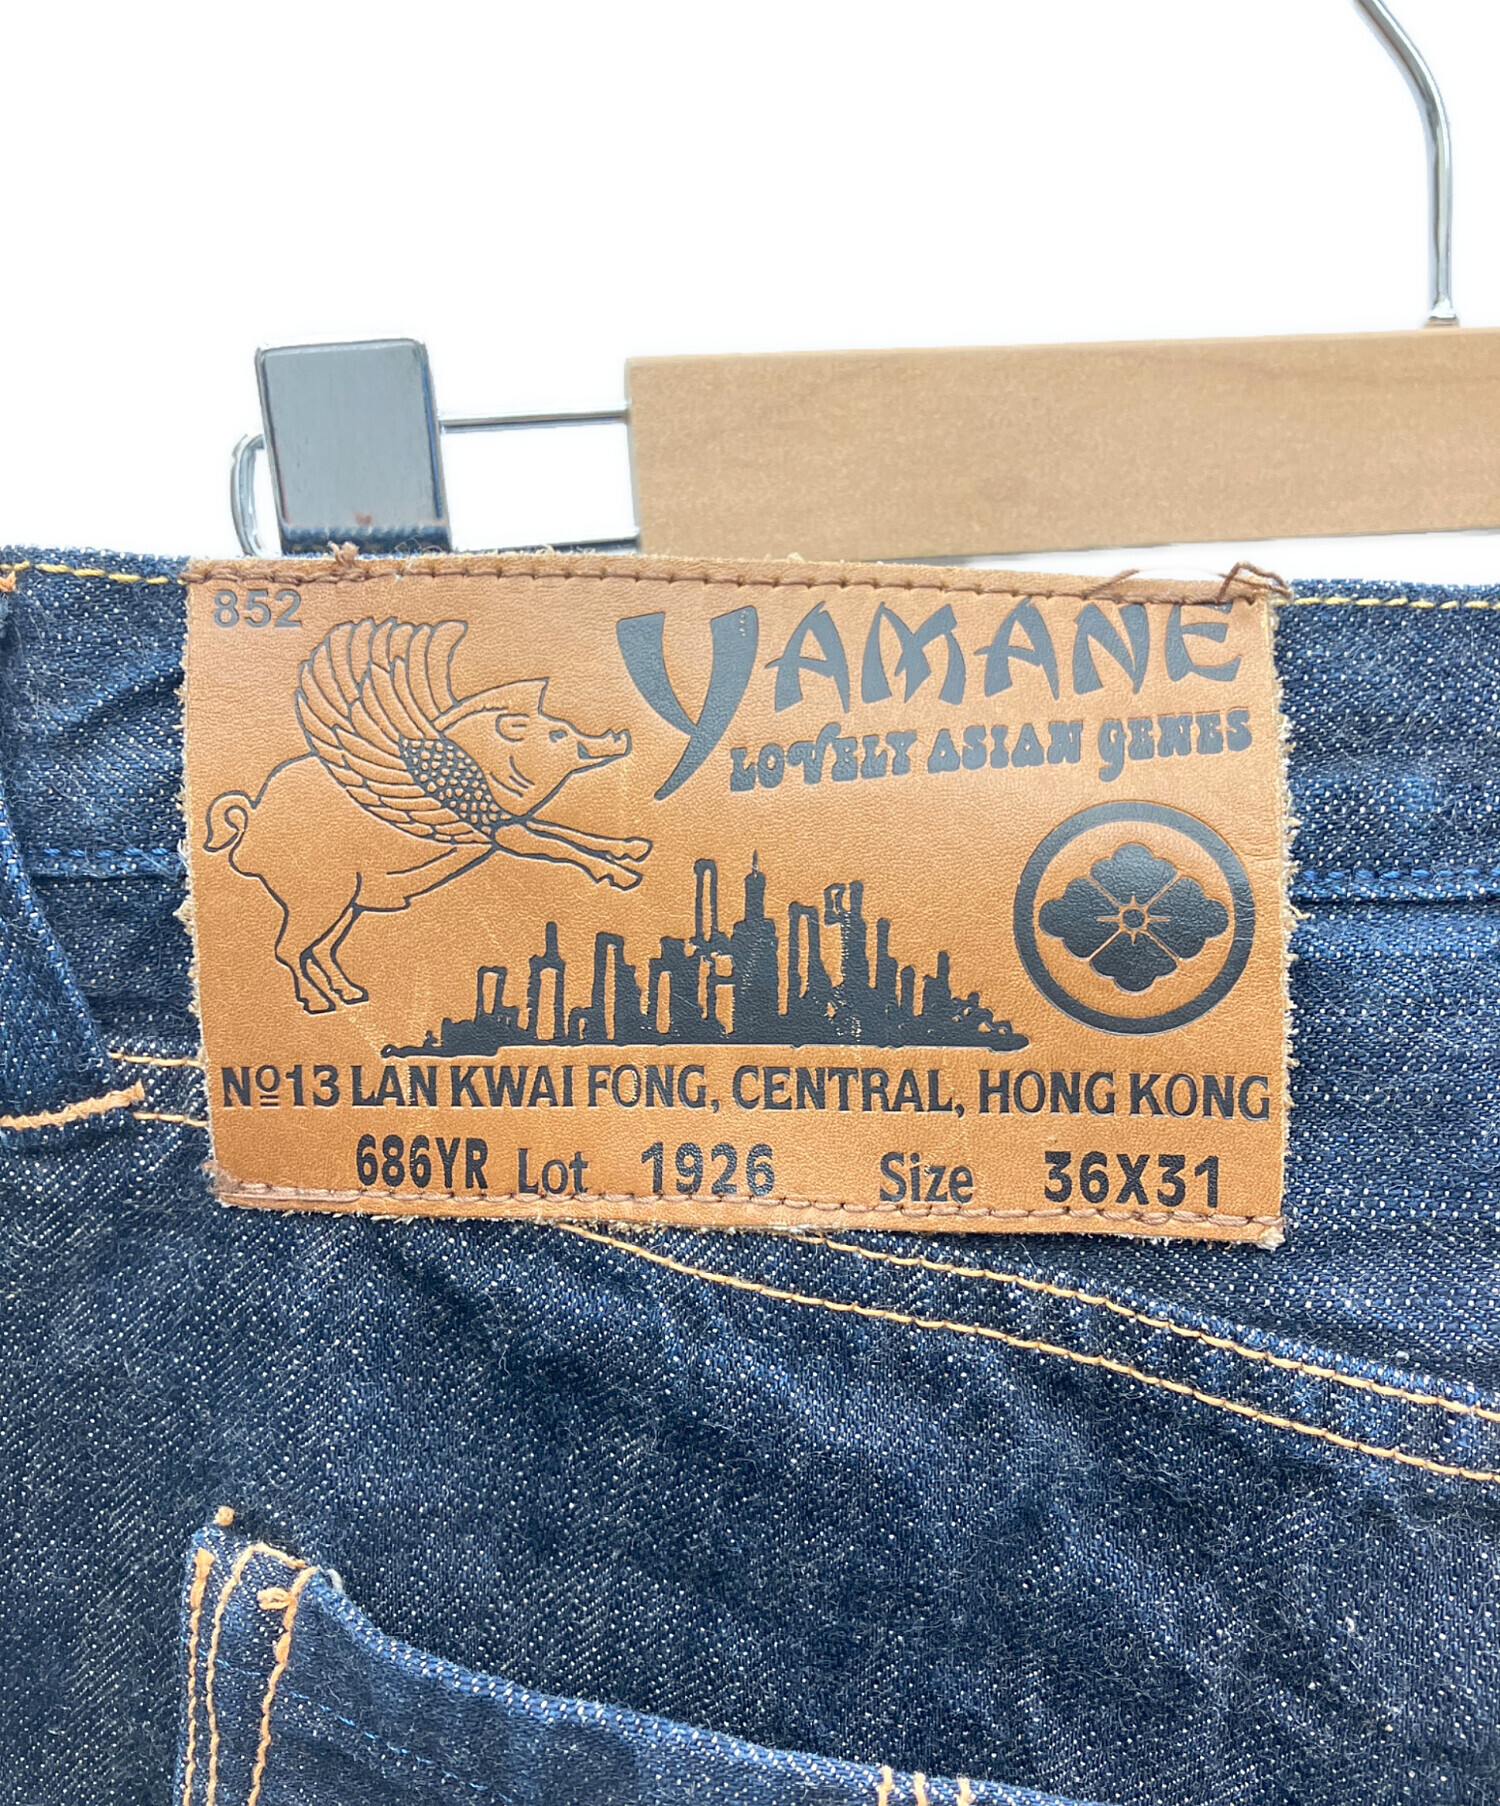 852
YAMANE
LOVELY ASIAN GENES
Nº13 LAN KWAI FONG, CENTRAL, HONG KONG
686YR Lot 1926 Size 36X31